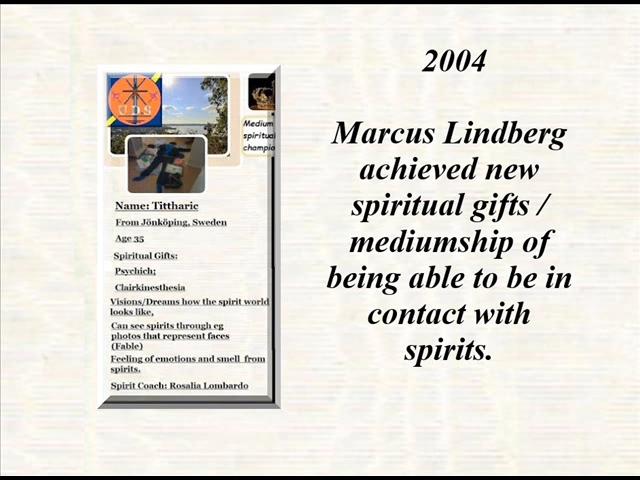 U.D.S
Medium
spiritual
champio
Name: Tittharic
From Jönköping, Sweden
Age 35
Spiritual Gifts:
Psychich;
Clairkinesthesia
Visions/Dreams how the spirit world
looks like,
Can see spirits through eg
photos that represent faces
(Fable)
Feeling of emotions and smell from
spirits.
Spirit Coach: Rosalia Lombardo
2004
Marcus Lindberg
achieved new
spiritual gifts /
mediumship of
being able to be in
contact with
spirits.